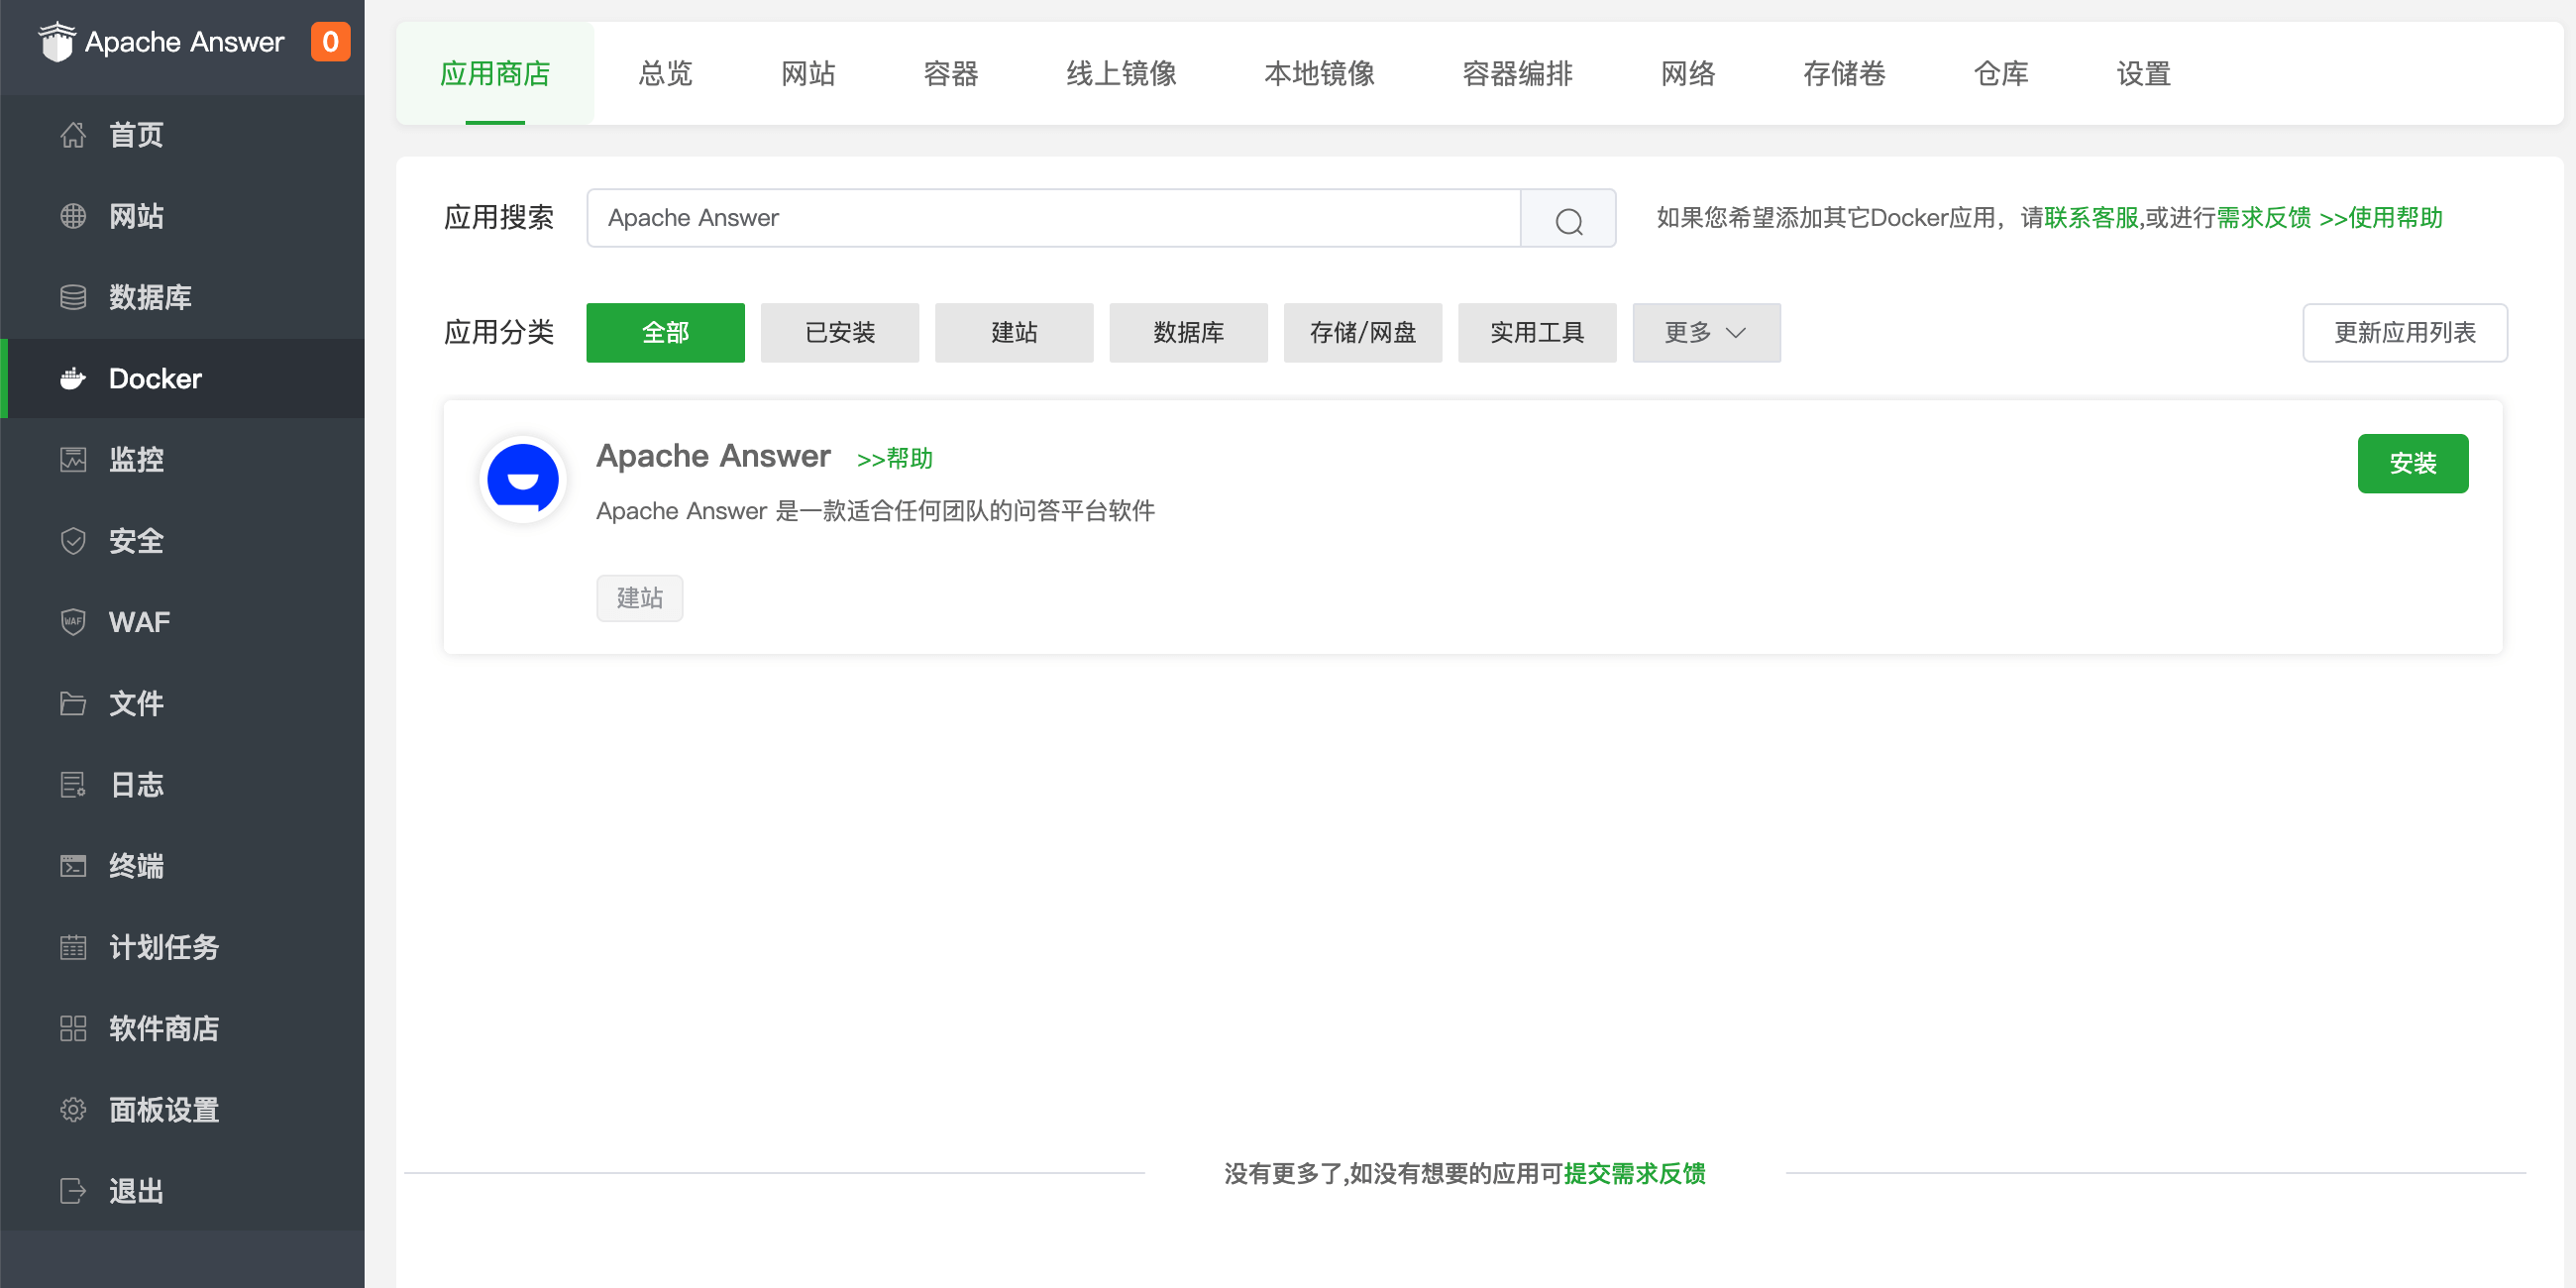 Apache Answer 0
首页
网站
数据库
Docker
监控
安全
WAF
文件
日志
终端
计划任务
软件商店
面板设置
退出
应用商店 总览 网站 容器 线上镜像 本地镜像 容器编排 网络 存储卷 仓库 设置
应用搜索 Apache Answer 如果您希望添加其它Docker应用，请联系客服,或进行需求反馈 >>使用帮助
应用分类 全部 已安装 建站 数据库 存储/网盘 实用工具 更多 更新应用列表
Apache Answer >>帮助 安装
Apache Answer 是一款适合任何团队的问答平台软件
建站
没有更多了,如没有想要的应用可提交需求反馈